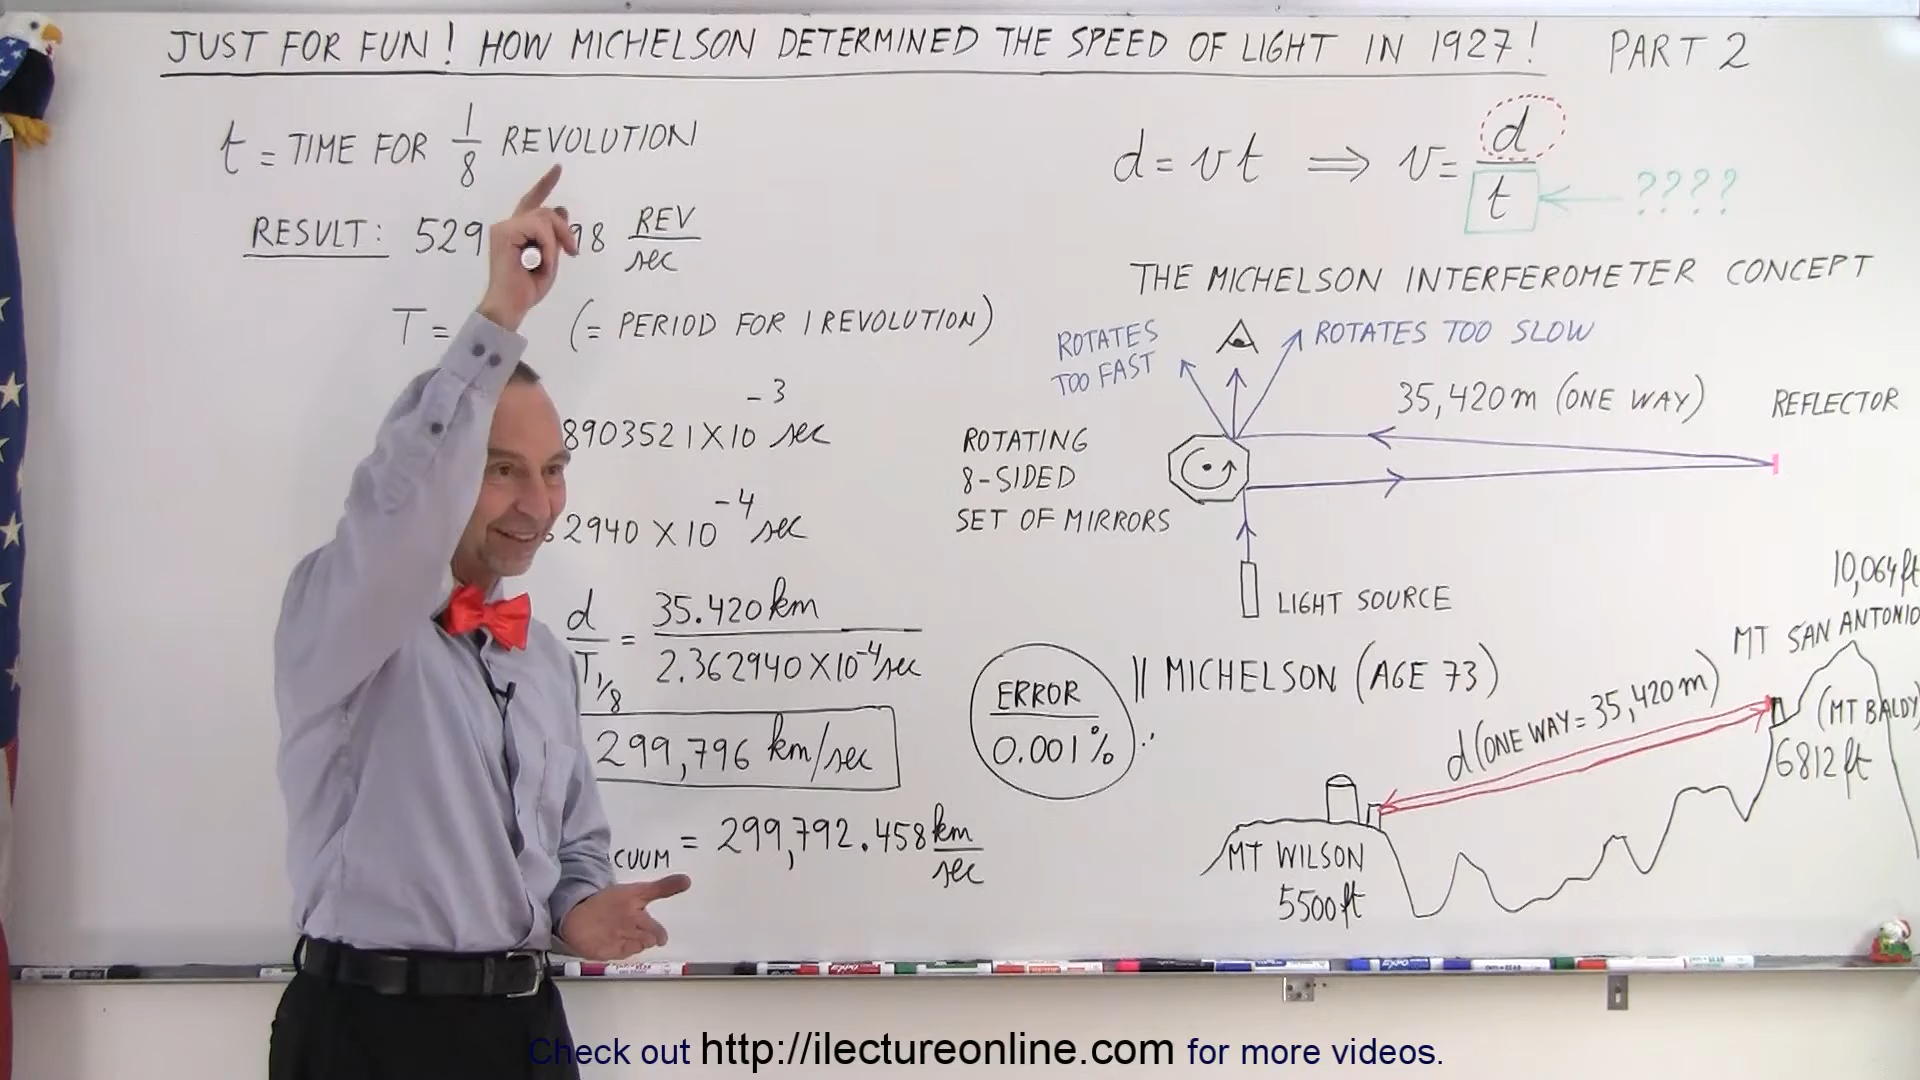 JUST FOR FUN! HOW MICHELSON DETERMINED THE SPEED OF LIGHT IN 1927! PART 2
t = TIME FOR 1/8 REVOLUTION
RESULT: 529 98 REV/sec
T = (= PERIOD FOR 1 REVOLUTION)
8903521 X 10^-3 sec
2940 X 10^-4 sec
d/T1/8 = 35.420 km / 2.362940 X 10^-4 sec
299,796 km/sec
CUUM = 299,792.458 km/sec
ERROR
0.001%
d = vt ⟹ v = d/t ← ????
THE MICHELSON INTERFEROMETER CONCEPT
ROTATES
TOO FAST
ROTATES TOO SLOW
35,420 m (ONE WAY)
REFLECTOR
ROTATING
8-SIDED
SET OF MIRRORS
LIGHT SOURCE
MICHELSON (AGE 73)
10,064 ft
MT SAN ANTONIO
(MT BALDY)
6812 ft
d (ONE WAY = 35,420 m)
MT WILSON
5500 ft
Check out http://ilectureonline.com for more videos.